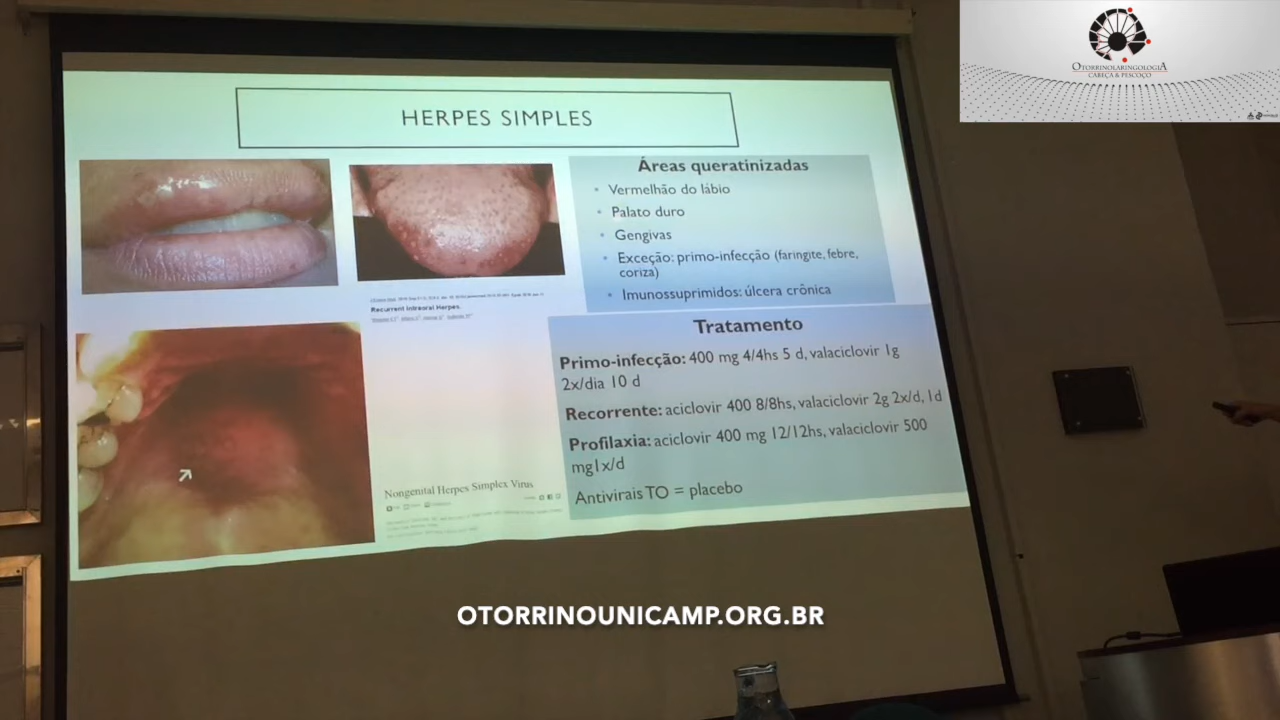 OTORRINOLARINGOLOGIA
CABEÇA & PESCOÇO
HERPES SIMPLES
Áreas queratinizadas
• Vermelhão do lábio
• Palato duro
• Gengivas
• Exceção: primo-infecção (faringite, febre,
coriza)
• Imunossuprimidos: úlcera crônica
Recurrent Intraoral Herpes.
Tratamento
Primo-infecção: 400 mg 4/4hs 5 d, valaciclovir 1g
2x/dia 10 d
Recorrente: aciclovir 400 8/8hs, valaciclovir 2g 2x/d, 1d
Profilaxia: aciclovir 400 mg 12/12hs, valaciclovir 500
mg1x/d
Antivirais TO = placebo
Nongenital Herpes Simplex Virus
OTORRINOUNICAMP.ORG.BR